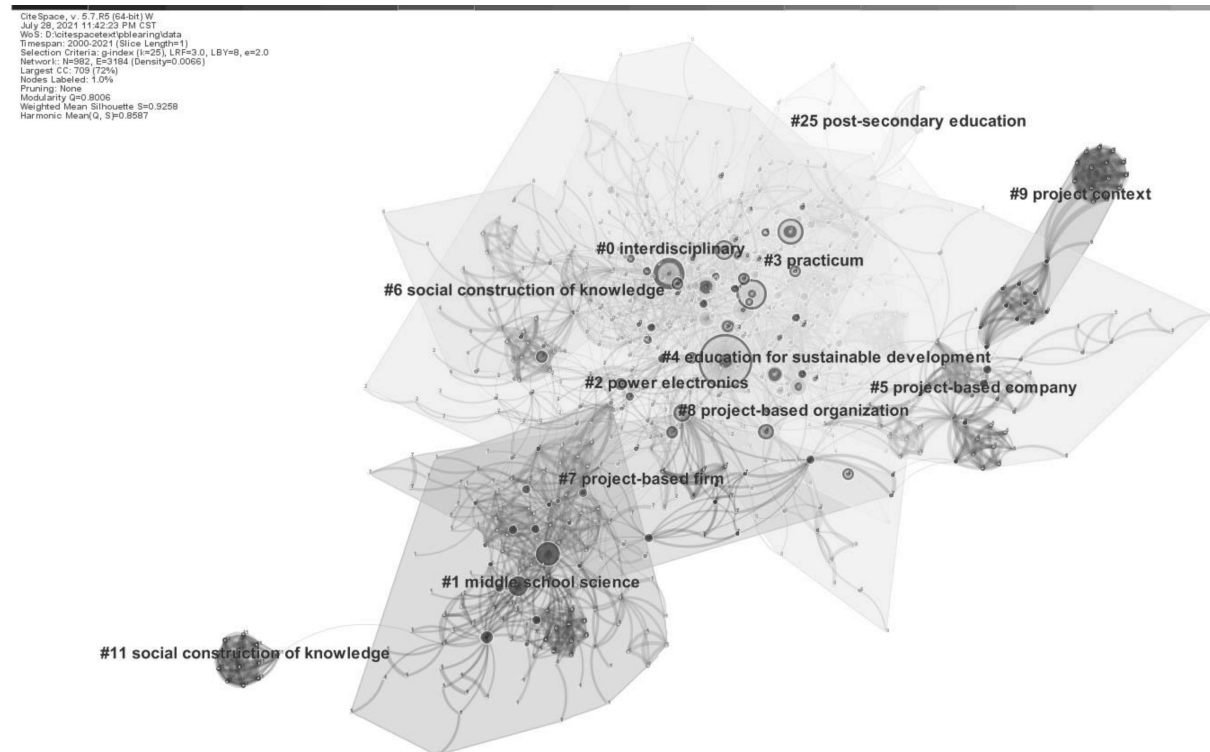 CiteSpace, v. 5.7.R5 (64-bit) W
July 28, 2021 11:42:23 PM CST
WoS: D:\citespacetext\pblearing\data
Timespan: 2000-2021 (Slice Length=1)
Selection Criteria: g-index (k=25), LRF=3.0, LBY=8, e=2.0
Network: N=982, E=3184 (Density=0.0066)
Largest CC: 709 (72%)
Nodes Labeled: 1.0%
Pruning: None
Modularity Q=0.8006
Weighted Mean Silhouette S=0.9258
Harmonic Mean(Q, S)=0.8587
#25 post-secondary education
#9 project context
#0 interdisciplinary
#3 practicum
#6 social construction of knowledge
#4 education for sustainable development
#2 power electronics
#5 project-based company
#8 project-based organization
#7 project-based firm
#1 middle school science
#11 social construction of knowledge